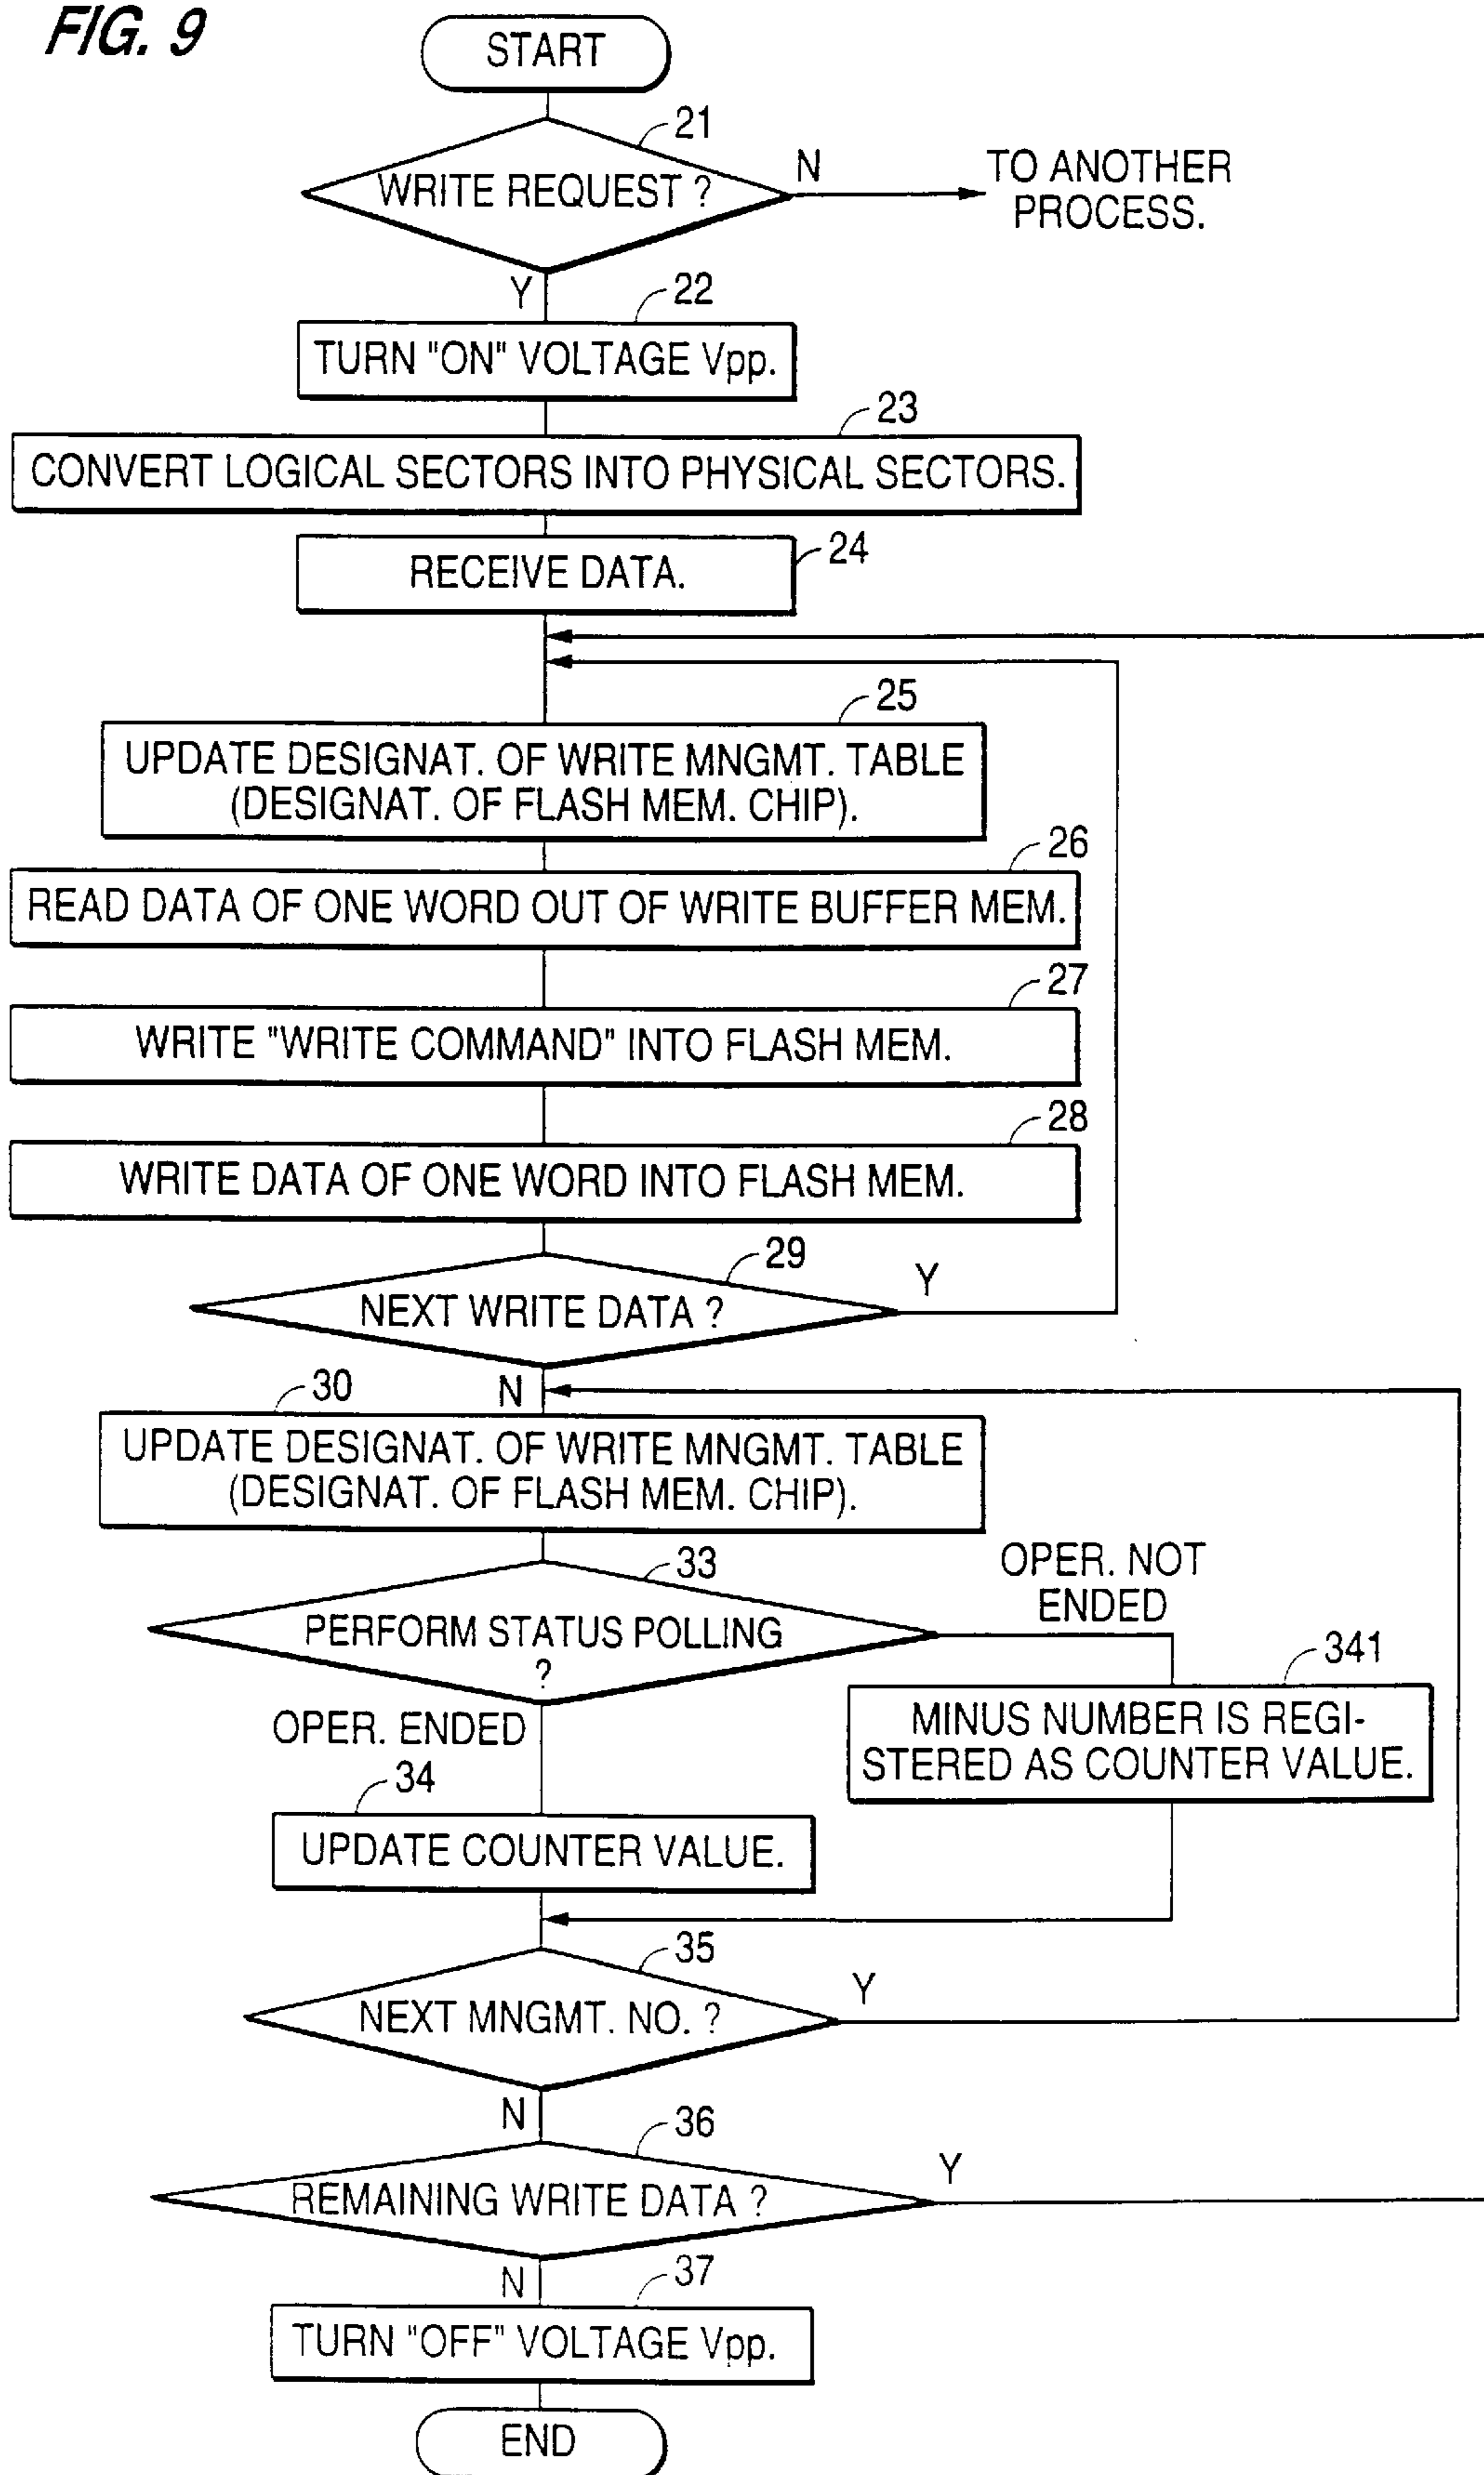 FIG. 9
START
21
WRITE REQUEST ?
N
TO ANOTHER
PROCESS.
Y
22
TURN "ON" VOLTAGE Vpp.
23
CONVERT LOGICAL SECTORS INTO PHYSICAL SECTORS.
24
RECEIVE DATA.
25
UPDATE DESIGNAT. OF WRITE MNGMT. TABLE
(DESIGNAT. OF FLASH MEM. CHIP).
26
READ DATA OF ONE WORD OUT OF WRITE BUFFER MEM.
27
WRITE "WRITE COMMAND" INTO FLASH MEM.
28
WRITE DATA OF ONE WORD INTO FLASH MEM.
29
NEXT WRITE DATA ?
Y
N
30
UPDATE DESIGNAT. OF WRITE MNGMT. TABLE
(DESIGNAT. OF FLASH MEM. CHIP).
33
PERFORM STATUS POLLING
?
OPER. NOT
ENDED
341
MINUS NUMBER IS REGI-
STERED AS COUNTER VALUE.
OPER. ENDED
34
UPDATE COUNTER VALUE.
35
NEXT MNGMT. NO. ?
Y
N
36
REMAINING WRITE DATA ?
Y
N
37
TURN "OFF" VOLTAGE Vpp.
END